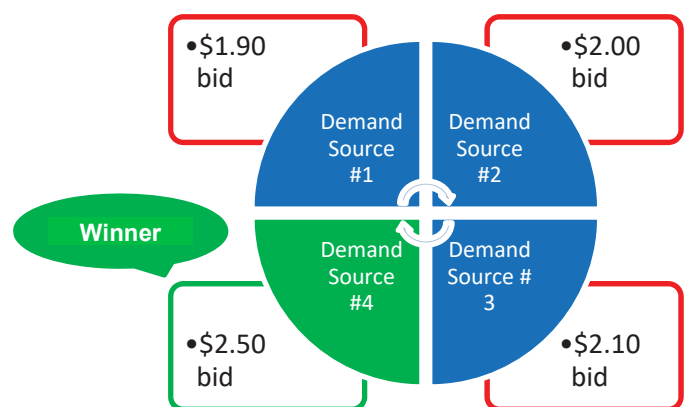 •$1.90
bid
•$2.00
bid
Demand
Source
#1
Demand
Source
#2
Winner
Demand
Source
#4
Demand
Source #
3
•$2.50
bid
•$2.10
bid